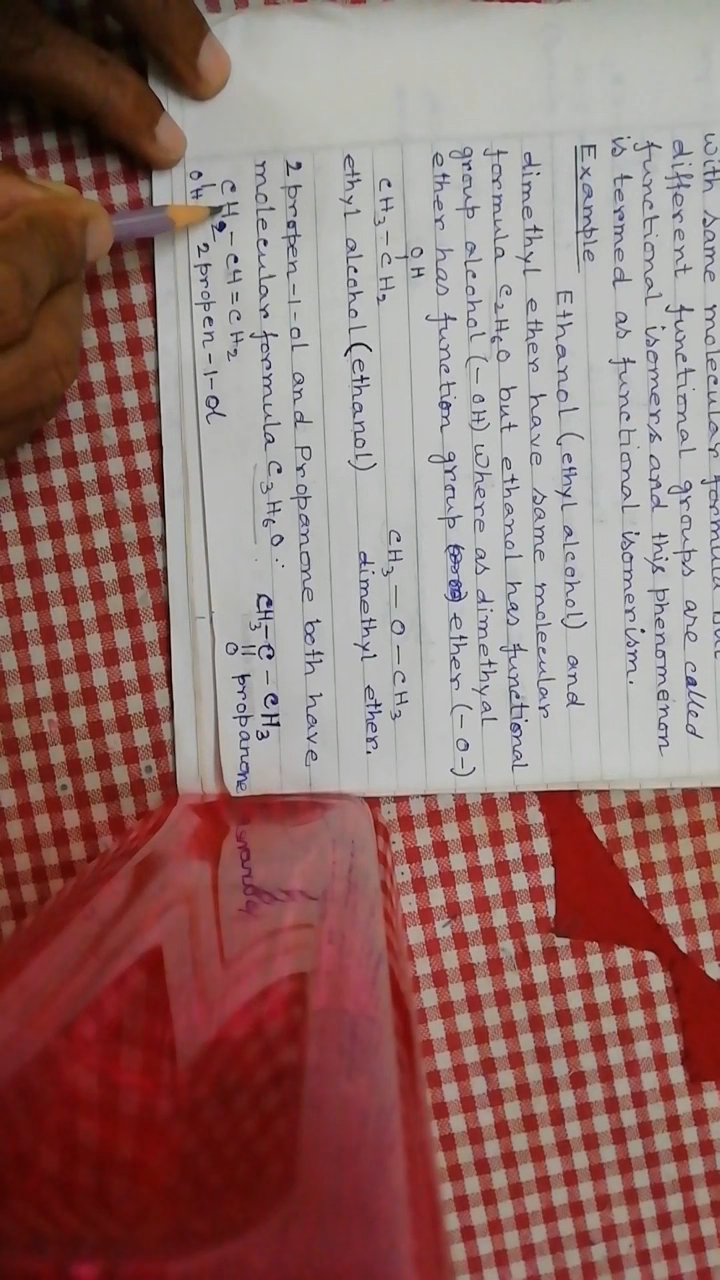 with same molecular formula but
different functional groups are called
functional isomers and this phenomenon
is termed as functional isomerism.
Example
Ethanol (ethyl alcohol) and
dimethyl ether have same molecular
formula C2H6O but ethanol has functional
group alcohol (-OH) where as dimethyal
ether has function group ether (-O-)
OH
|
CH3-CH2 CH3-O-CH3
ethyl alcohol (ethanol) dimethyl ether.
2 propen-1-ol and Propanone both have
molecular formula C3H6O:
CH2-CH=CH2 CH3-C-CH3
OH 2 propen-1-ol || O propanone